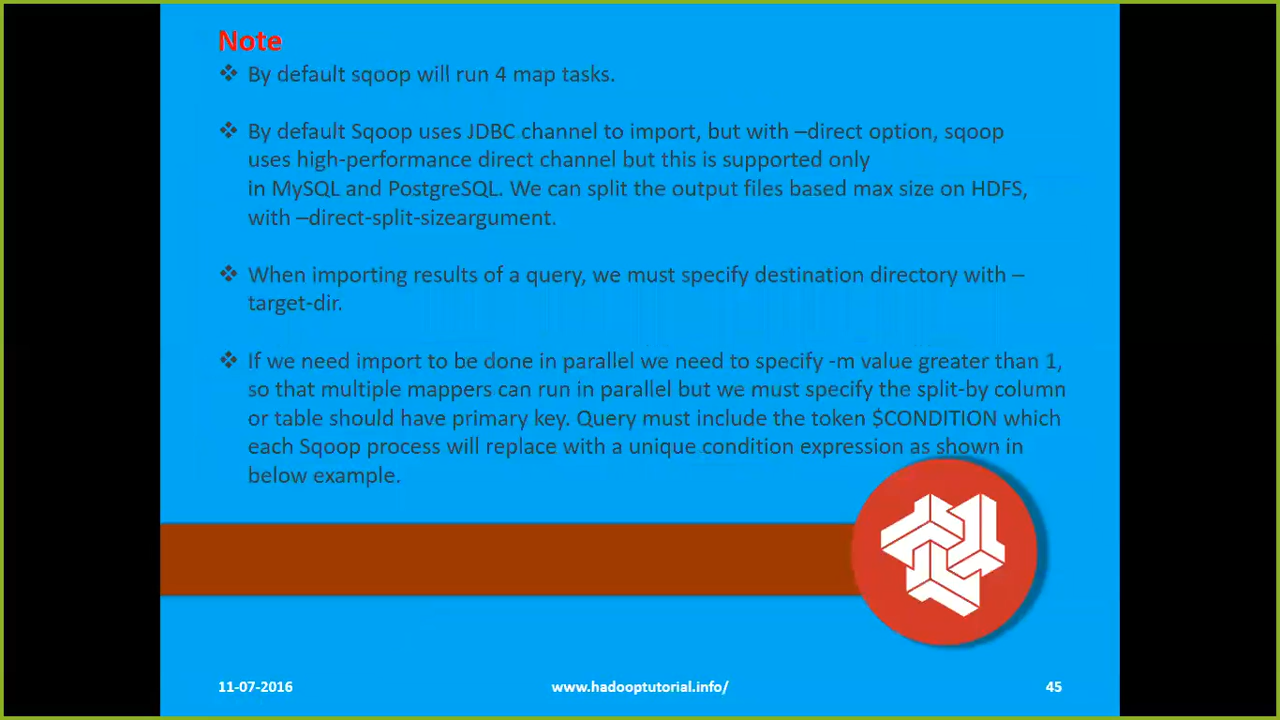 Note
❖ By default sqoop will run 4 map tasks.
❖ By default Sqoop uses JDBC channel to import, but with –direct option, sqoop
uses high-performance direct channel but this is supported only
in MySQL and PostgreSQL. We can split the output files based max size on HDFS,
with –direct-split-sizeargument.
❖ When importing results of a query, we must specify destination directory with –
target-dir.
❖ If we need import to be done in parallel we need to specify -m value greater than 1,
so that multiple mappers can run in parallel but we must specify the split-by column
or table should have primary key. Query must include the token $CONDITION which
each Sqoop process will replace with a unique condition expression as shown in
below example.
11-07-2016
www.hadooptutorial.info/
45